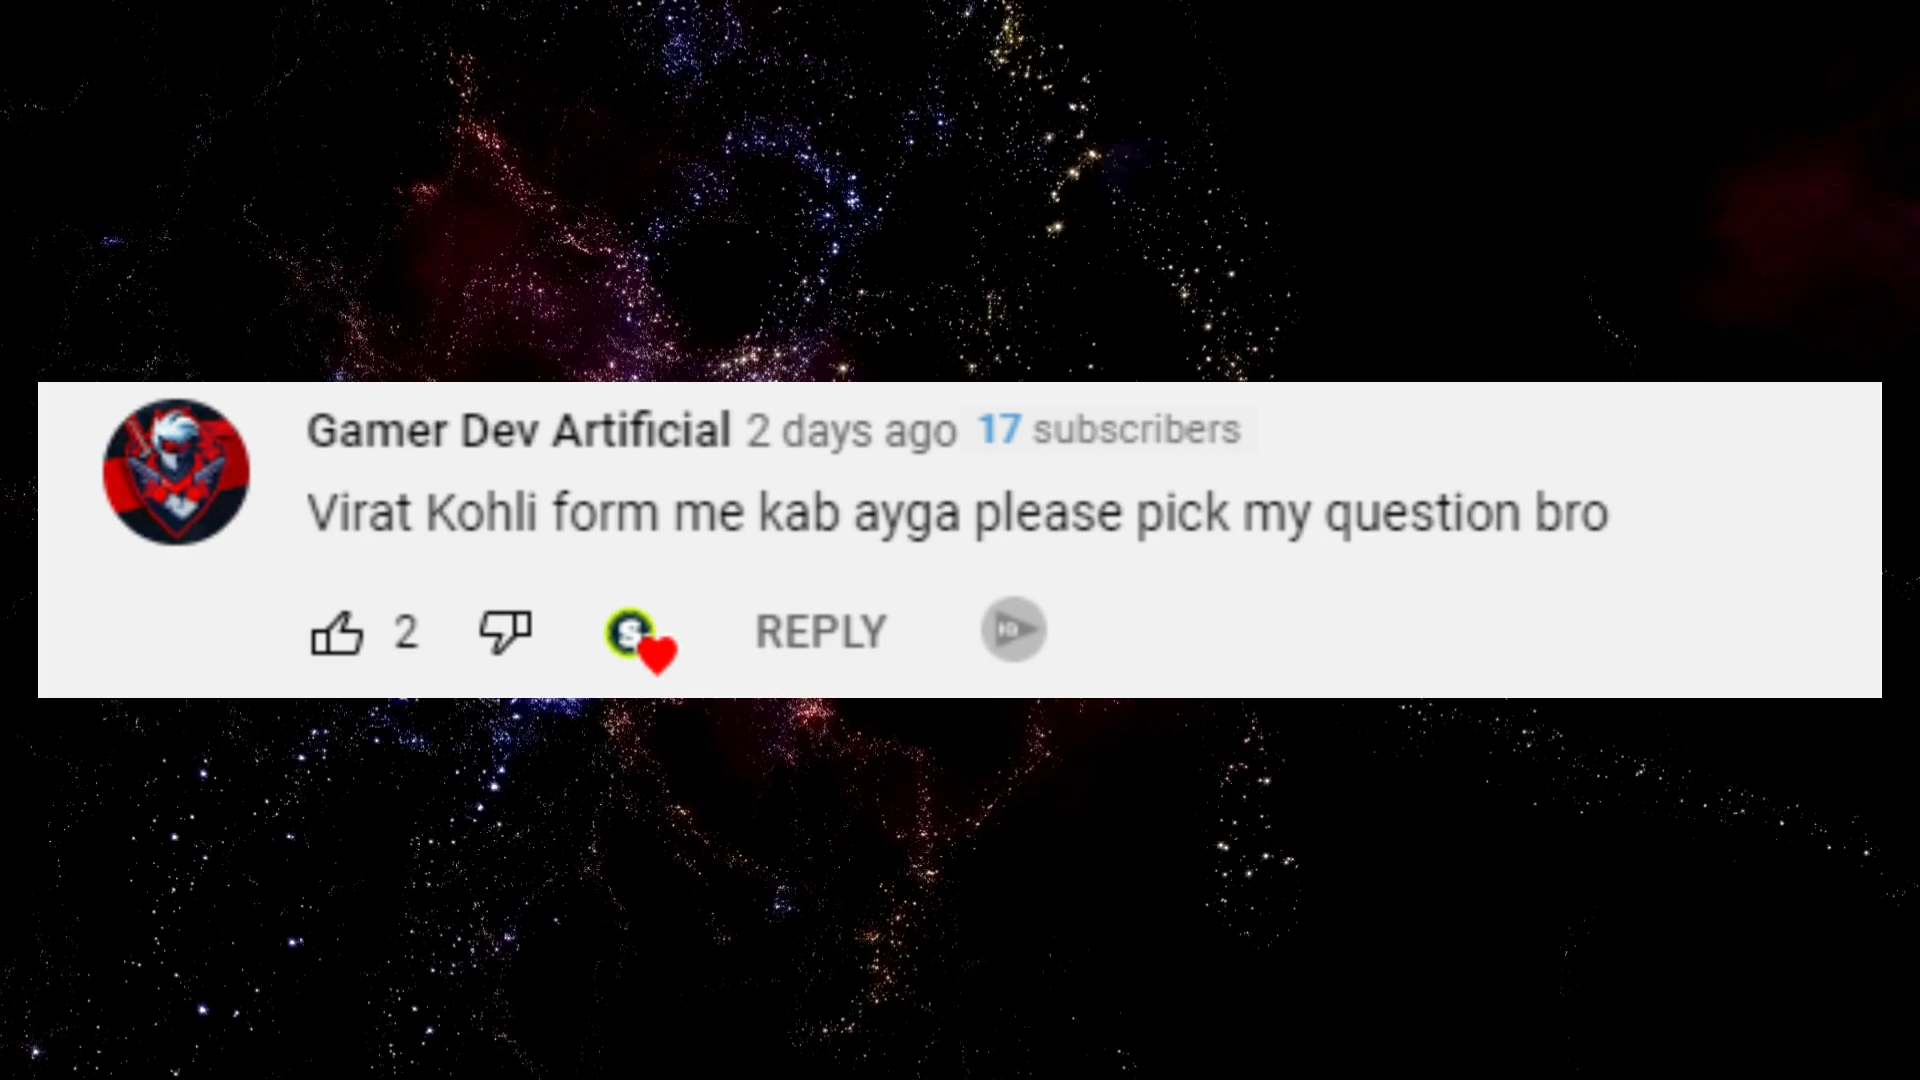 Gamer Dev Artificial 2 days ago 17 subscribers
Virat Kohli form me kab ayga please pick my question bro
2 S REPLY